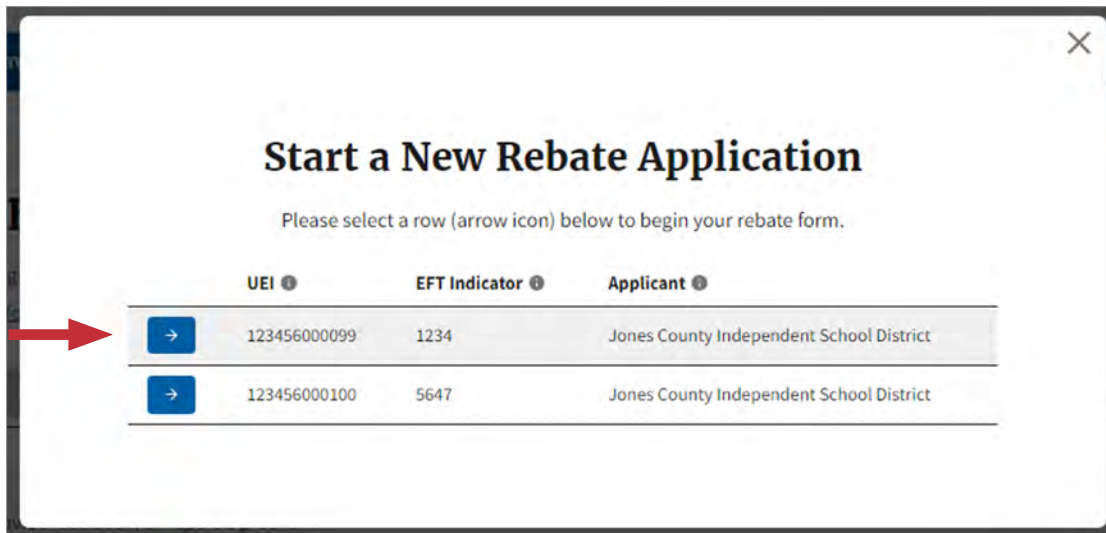 Start a New Rebate Application
Please select a row (arrow icon) below to begin your rebate form.
UEI EFT Indicator Applicant
123456000099 1234 Jones County Independent School District
123456000100 5647 Jones County Independent School District